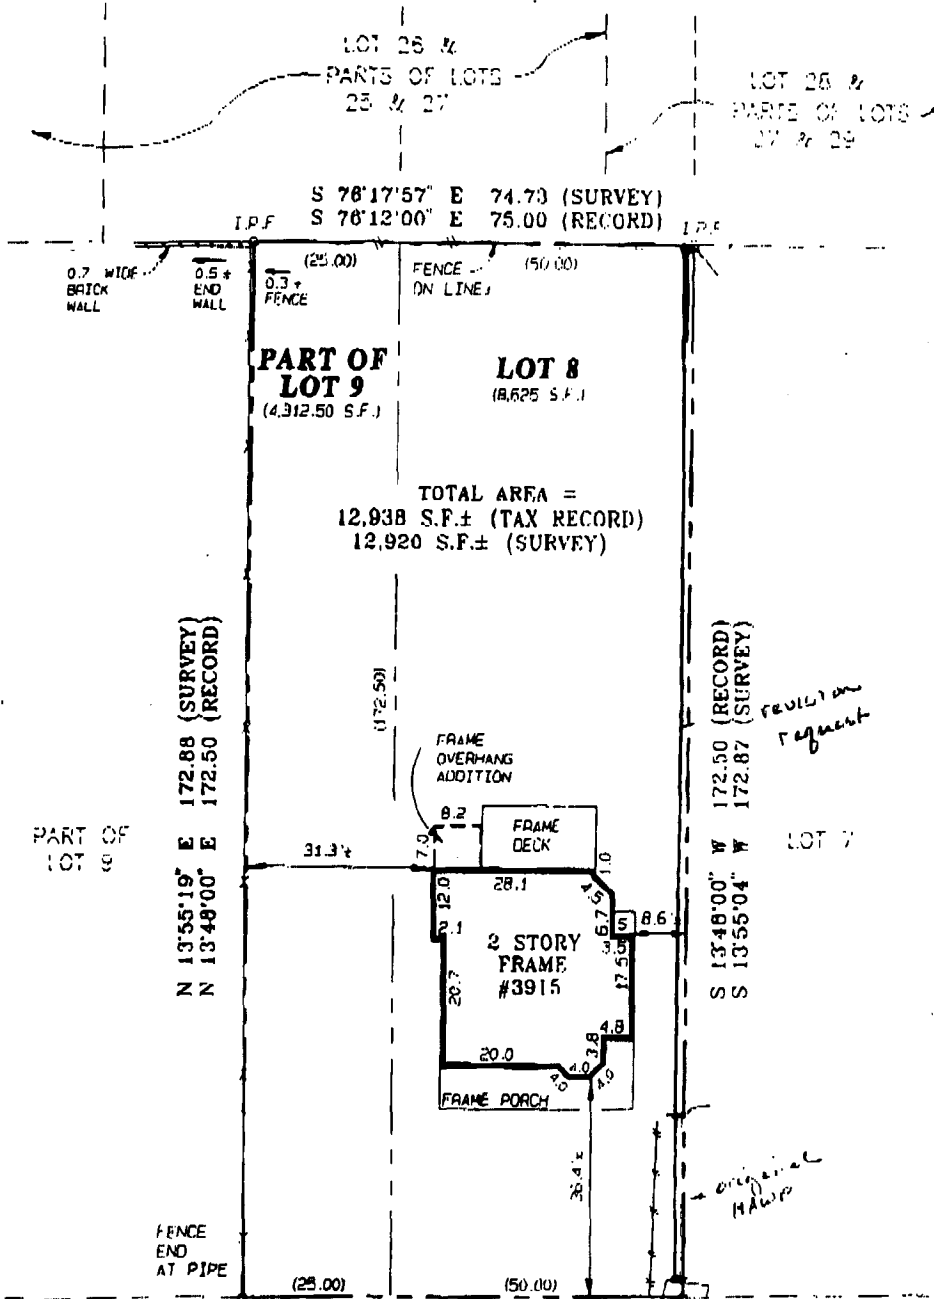 LOT 26 &
PARTS OF LOTS
25 & 27
LOT 28 &
PARTS OF LOTS
27 & 29
S 76°17'57" E 74.73 (SURVEY)
S 76°12'00" E 75.00 (RECORD)
I.P.F
I.P.F
(25.00)
(50.00)
0.7 WIDE
BRICK
WALL
0.5 ±
END
WALL
0.3 ±
FENCE
FENCE
ON LINE
PART OF
LOT 9
(4,312.50 S.F.)
LOT 8
(8,625 S.F.)
TOTAL AREA =
12,938 S.F.± (TAX RECORD)
12,920 S.F.± (SURVEY)
N 13°55'19" E 172.88 (SURVEY)
N 13°48'00" E 172.50 (RECORD)
(172.50)
S 13°48'00" W 172.50 (RECORD)
S 13°55'04" W 172.87 (SURVEY)
revision
request
FRAME
OVERHANG
ADDITION
8.2
7.0
FRAME
DECK
1.0
PART OF
LOT 9
LOT 7
31.3'±
28.1
4.5
12.0
6.7
S
8.6'
2.1
3.5
2 STORY
FRAME
#3915
20.7
17.5
4.8
3.8
20.0
4.0
4.0
4.0
FRAME PORCH
36.4'±
original
HAWP
FENCE
END
AT PIPE
(25.00)
(50.00)